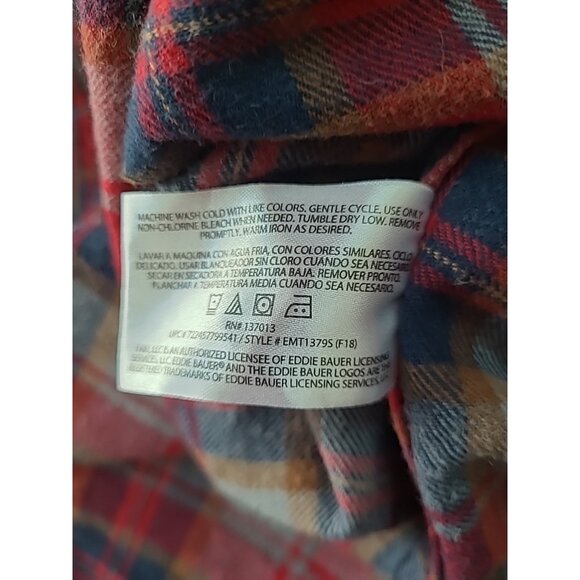 MACHINE WASH COLD WITH LIKE COLORS. GENTLE CYCLE. USE ONLY
NON-CHLORINE BLEACH WHEN NEEDED. TUMBLE DRY LOW. REMOVE
PROMPTLY, WARM IRON AS DESIRED.
LAVAR A MAQUINA CON AGUA FRIA, CON COLORES SIMILARES. CICLO
DELICADO. USAR BLANQUEADOR SIN CLORO CUANDO SEA NECESARIO.
SECAR EN SECADORA A TEMPERATURA BAJA. REMOVER PRONTO.
PLANCHAR A TEMPERATURA MEDIA CUANDO SEA NECESARIO.
RN# 137013
UPC# 722457799541 / STYLE # EMT1379S (F18)
LLC IS AN AUTHORIZED LICENSEE OF EDDIE BAUER LICENSING
SERVICES, LLC. EDDIE BAUER® AND THE EDDIE BAUER LOGOS ARE THE
REGISTERED TRADEMARKS OF EDDIE BAUER LICENSING SERVICES,